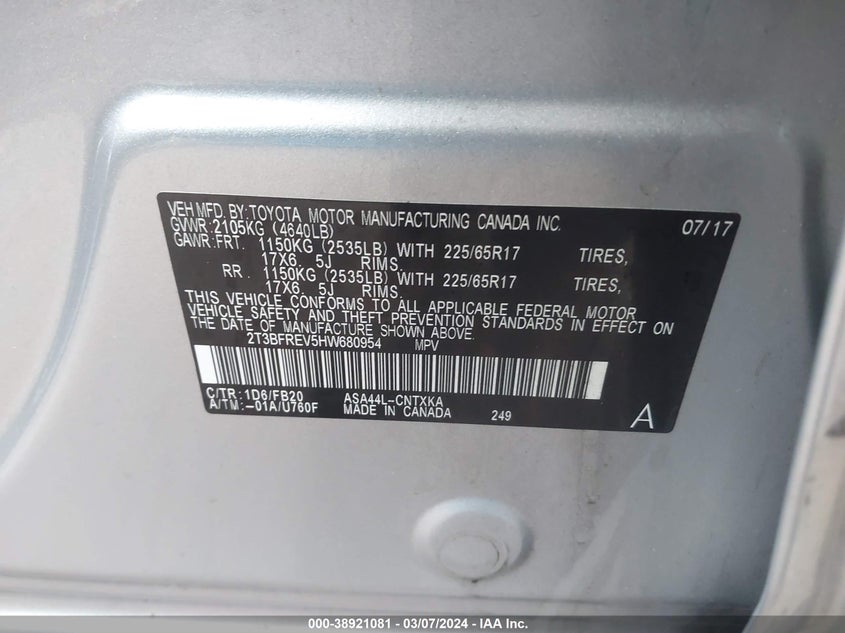 VEH MFD BY: TOYOTA MOTOR MANUFACTURING CANADA INC. 07/17
GVWR: 2105KG (4640LB)
GAWR: FRT. 1150KG (2535LB) WITH 225/65R17 TIRES,
17X6. 5J RIMS.
RR. 1150KG (2535LB) WITH 225/65R17 TIRES,
17X6. 5J RIMS.
THIS VEHICLE CONFORMS TO ALL APPLICABLE FEDERAL MOTOR
VEHICLE SAFETY AND THEFT PREVENTION STANDARDS IN EFFECT ON
THE DATE OF MANUFACTURE SHOWN ABOVE.
2T3BFREV5HW680954 MPV
C/TR: 1D6/FB20 ASA44L-CNTXKA
A/TM: -01A/U760F MADE IN CANADA 249 A
000-38921081 - 03/07/2024 - IAA Inc.